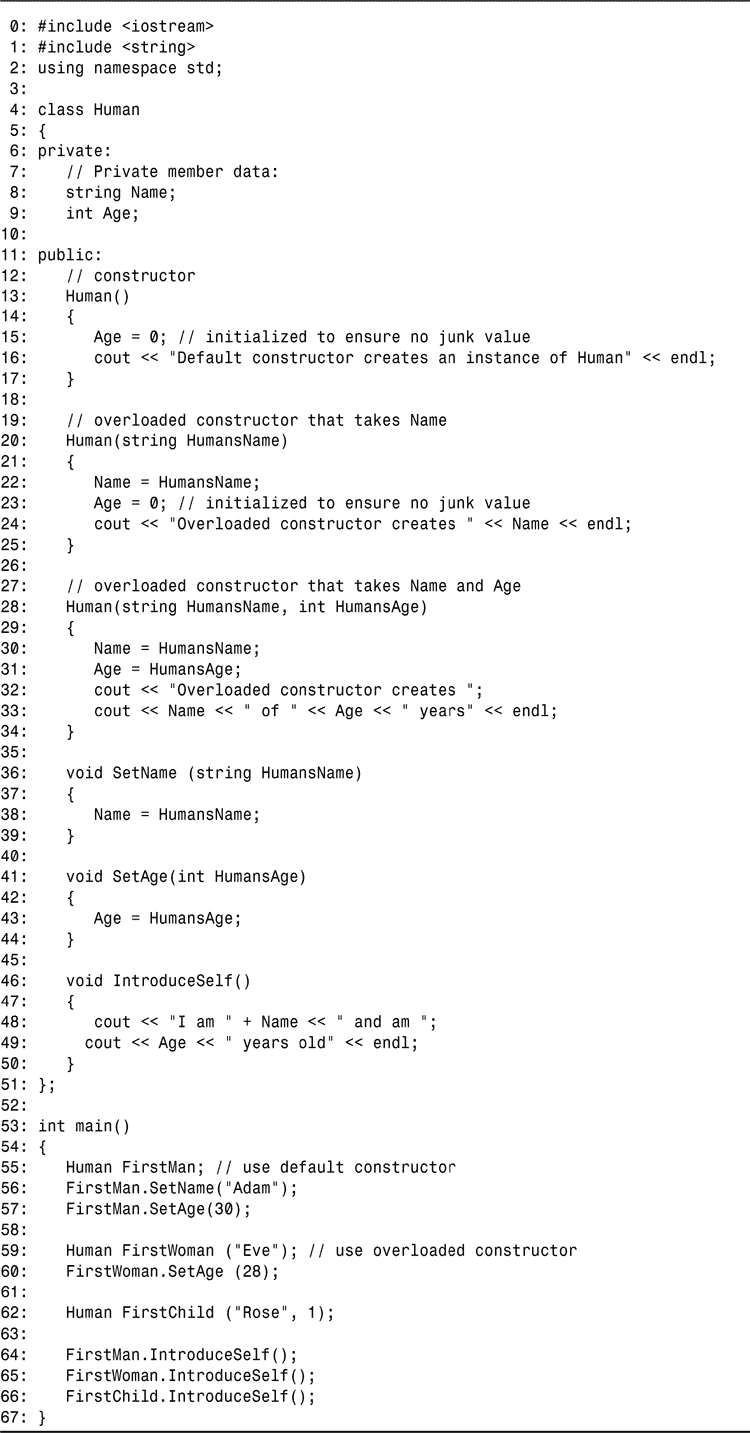 0: #include <iostream>
1: #include <string>
2: using namespace std;
3:
4: class Human
5: {
6: private:
7:    // Private member data:
8:    string Name;
9:    int Age;
10:
11: public:
12:    // constructor
13:    Human()
14:    {
15:       Age = 0; // initialized to ensure no junk value
16:       cout << "Default constructor creates an instance of Human" << endl;
17:    }
18:
19:    // overloaded constructor that takes Name
20:    Human(string HumansName)
21:    {
22:       Name = HumansName;
23:       Age = 0; // initialized to ensure no junk value
24:       cout << "Overloaded constructor creates " << Name << endl;
25:    }
26:
27:    // overloaded constructor that takes Name and Age
28:    Human(string HumansName, int HumansAge)
29:    {
30:       Name = HumansName;
31:       Age = HumansAge;
32:       cout << "Overloaded constructor creates ";
33:       cout << Name << " of " << Age << " years" << endl;
34:    }
35:
36:    void SetName (string HumansName)
37:    {
38:       Name = HumansName;
39:    }
40:
41:    void SetAge(int HumansAge)
42:    {
43:       Age = HumansAge;
44:    }
45:
46:    void IntroduceSelf()
47:    {
48:       cout << "I am " + Name << " and am ";
49:      cout << Age << " years old" << endl;
50:    }
51: };
52:
53: int main()
54: {
55:    Human FirstMan; // use default constructor
56:    FirstMan.SetName("Adam");
57:    FirstMan.SetAge(30);
58:
59:    Human FirstWoman ("Eve"); // use overloaded constructor
60:    FirstWoman.SetAge (28);
61:
62:    Human FirstChild ("Rose", 1);
63:
64:    FirstMan.IntroduceSelf();
65:    FirstWoman.IntroduceSelf();
66:    FirstChild.IntroduceSelf();
67: }